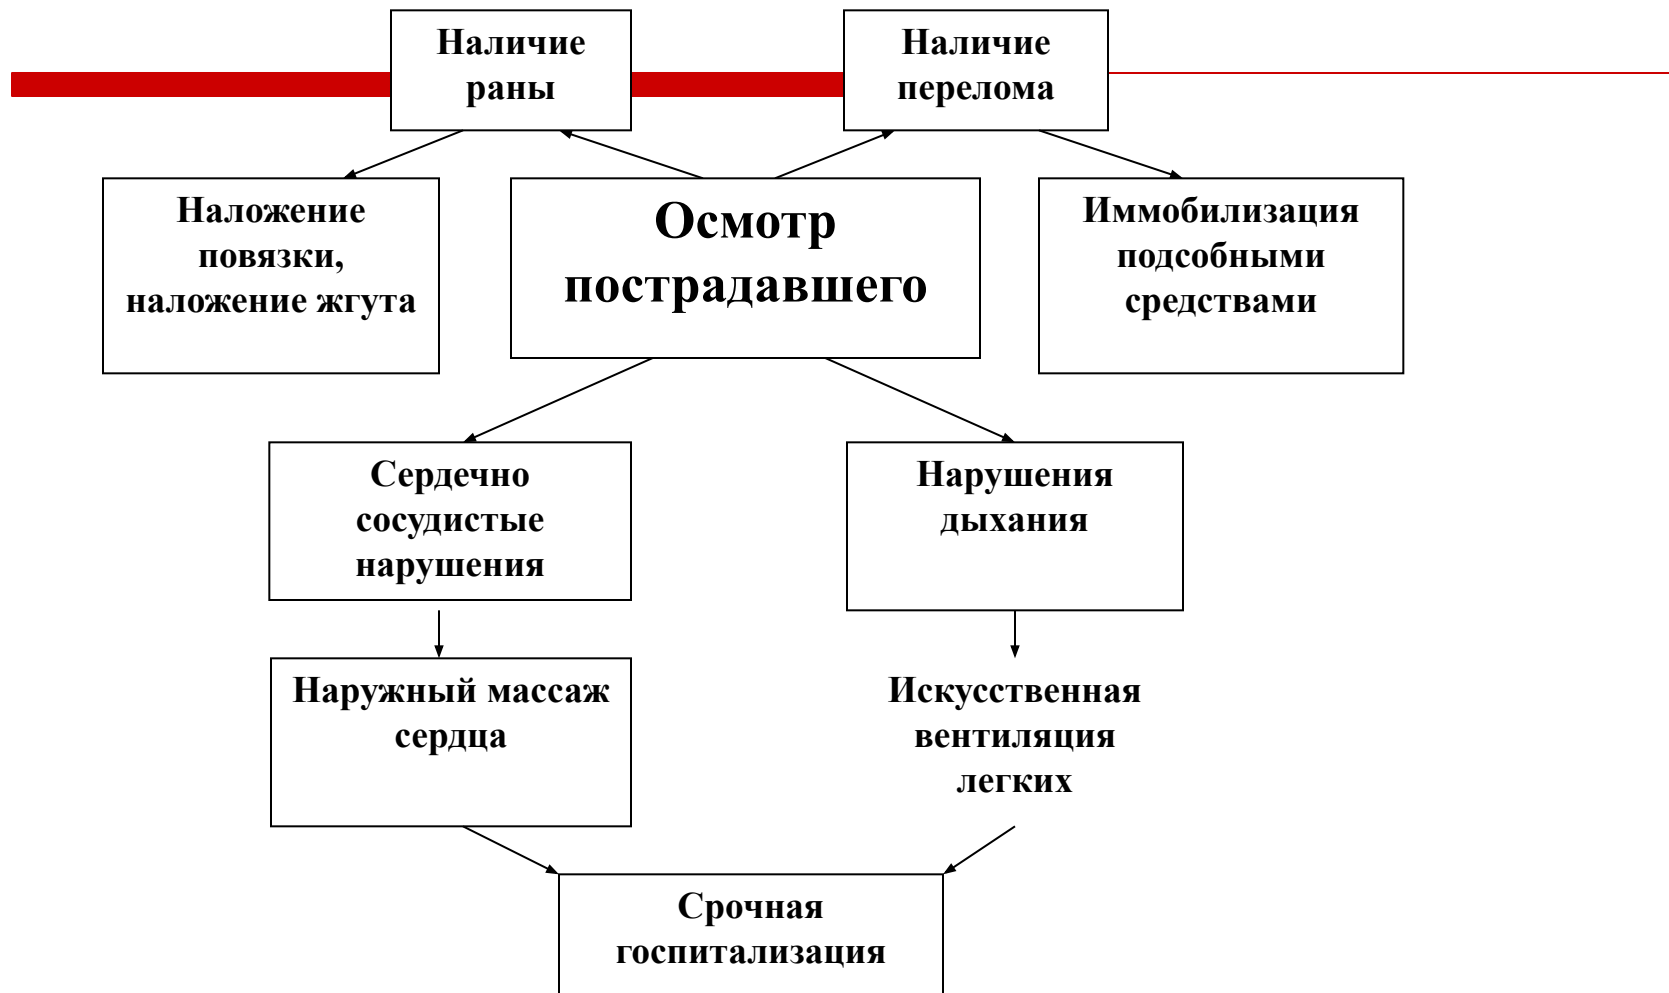 Наличие
раны
Наличие
перелома
Наложение
повязки,
наложение жгута
Осмотр
пострадавшего
Иммобилизация
подсобными
средствами
Сердечно
сосудистые
нарушения
Нарушения
дыхания
Наружный массаж
сердца
Искусственная
вентиляция
легких
Срочная
госпитализация